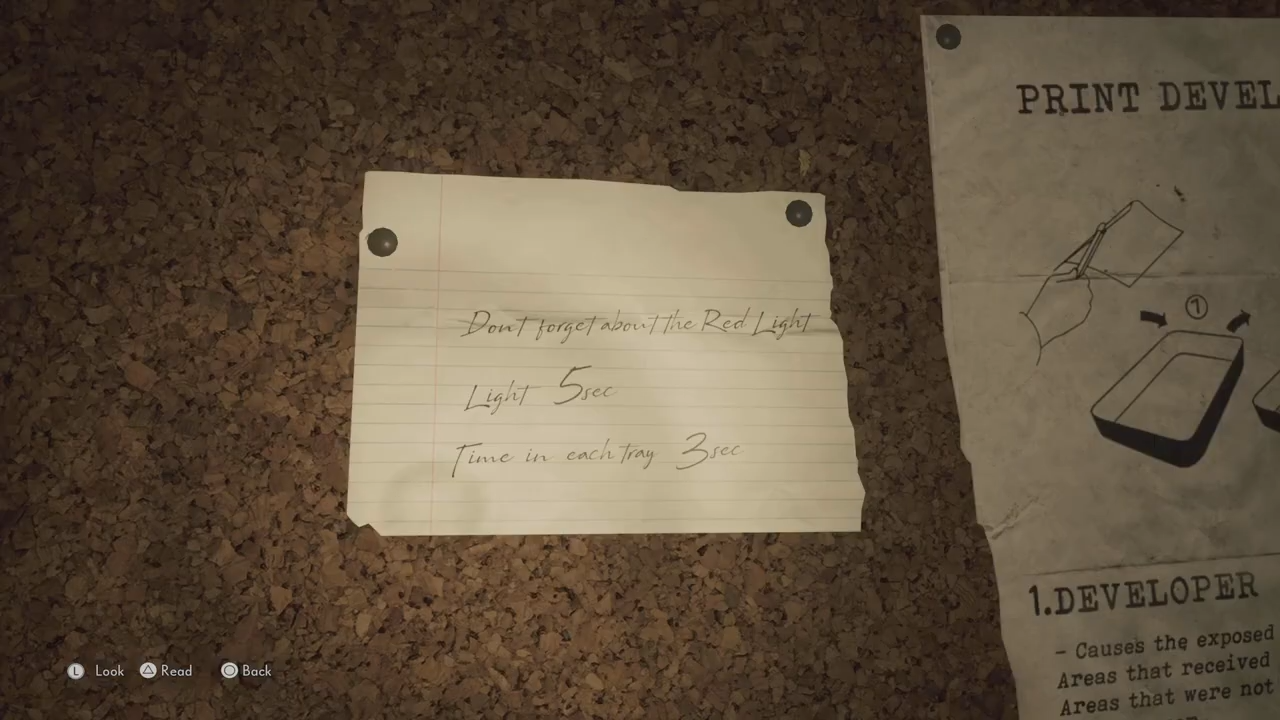 Dont forget about the Red Light
Light 5sec
Time in each tray 3sec
PRINT DEVEL
1
1.DEVELOPER
- Causes the exposed
Areas that received
Areas that were not
L Look Read Back